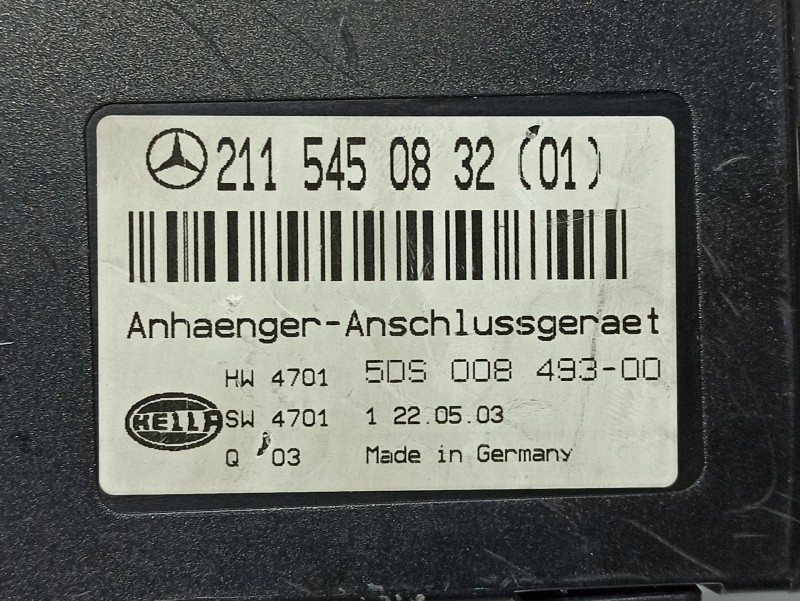 211 545 08 32 (01)
Anhaenger-Anschlussgeraet
HW 4701 5DS 008 493-00
HELLA SW 4701 1 22.05.03
Q 03 Made in Germany